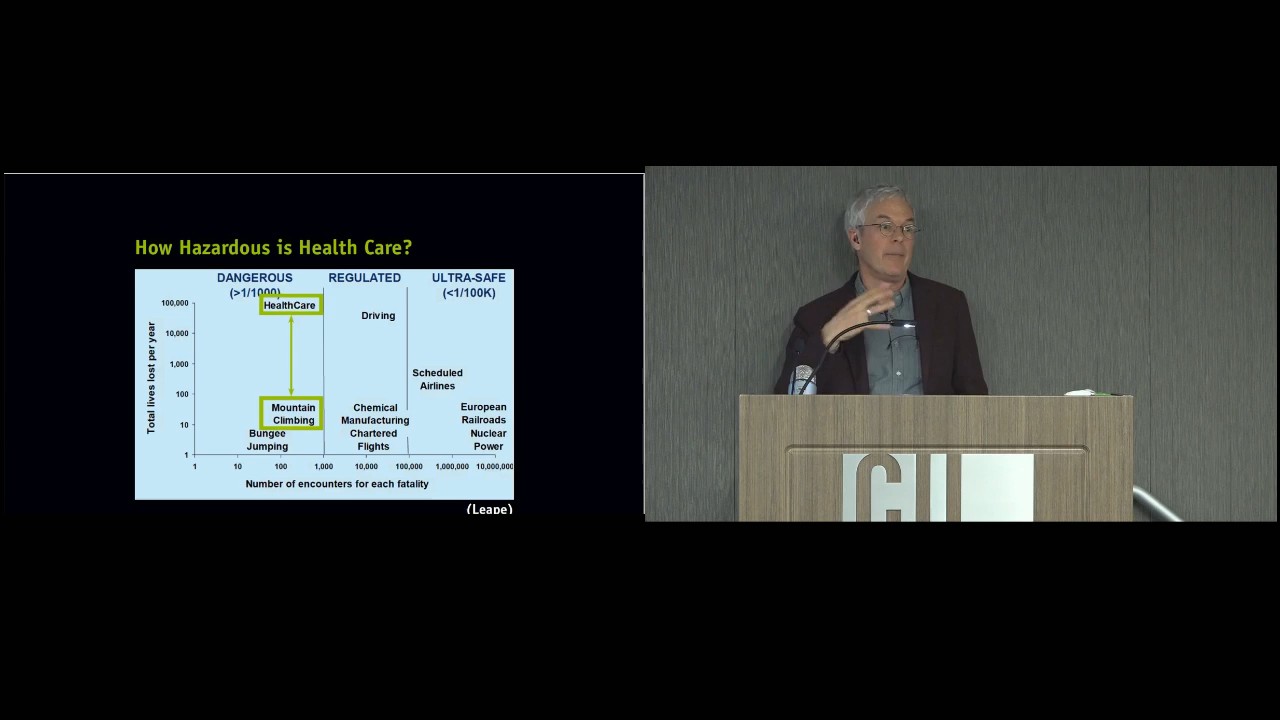 How Hazardous is Health Care?
DANGEROUS
(>1/1000)
REGULATED
ULTRA-SAFE
(<1/100K)
Total lives lost per year
100,000
10,000
1,000
100
10
1
HealthCare
Driving
Scheduled
Airlines
Mountain
Climbing
Bungee
Jumping
Chemical
Manufacturing
Chartered
Flights
European
Railroads
Nuclear
Power
1 10 100 1,000 10,000 100,000 1,000,000 10,000,000
Number of encounters for each fatality
(Leape)